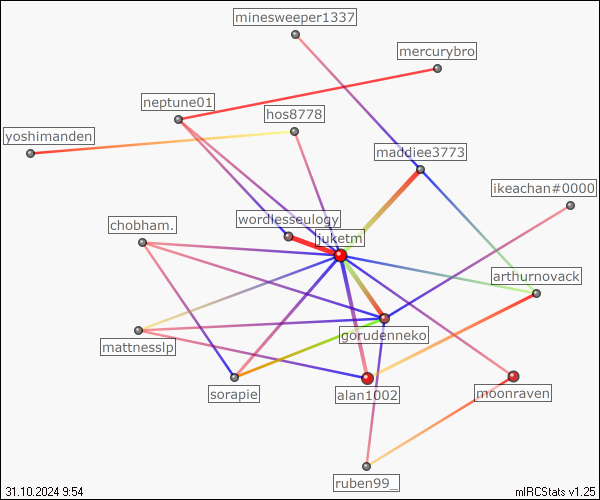 minesweeper1337
mercurybro
neptune01
hos8778
yoshimanden
maddiee3773
ikeachan#0000
wordlesseulogy
chobham.
juketm
arthurnovack
gorudenneko
mattnesslp
sorapie
alan1002
moonraven
ruben99_
31.10.2024 9:54
mIRCStats v1.25